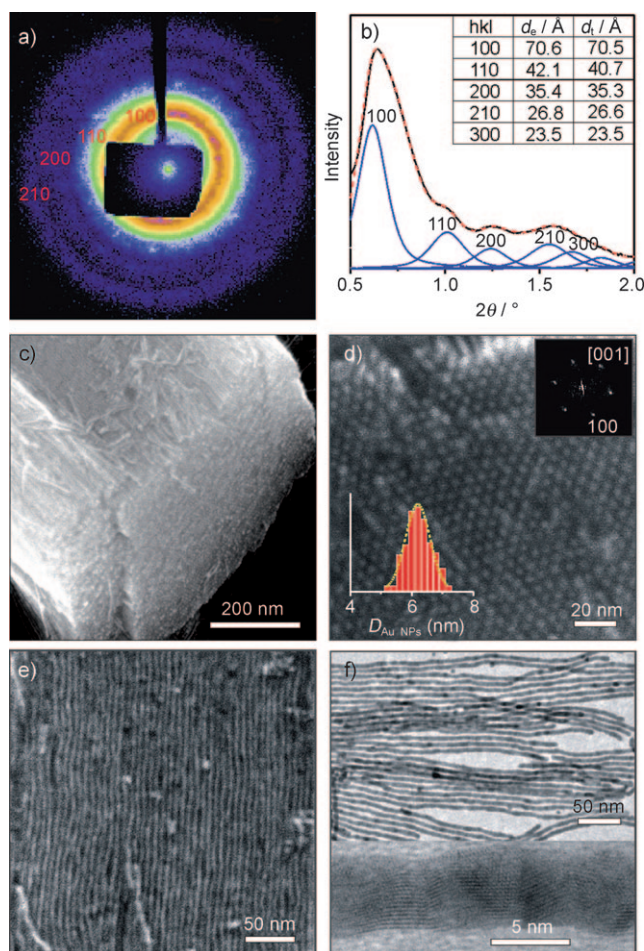 a)
100
110
200
210
b)
hkl dₑ / Å dₜ / Å
100 70.6 70.5
110 42.1 40.7
200 35.4 35.3
210 26.8 26.6
300 23.5 23.5
Intensity
100
110
200
210
300
0.5 1.0 1.5 2.0
2θ / °
c)
200 nm
d)
[001]
100
4 6 8
D_Au NPs (nm)
20 nm
e)
50 nm
f)
50 nm
5 nm